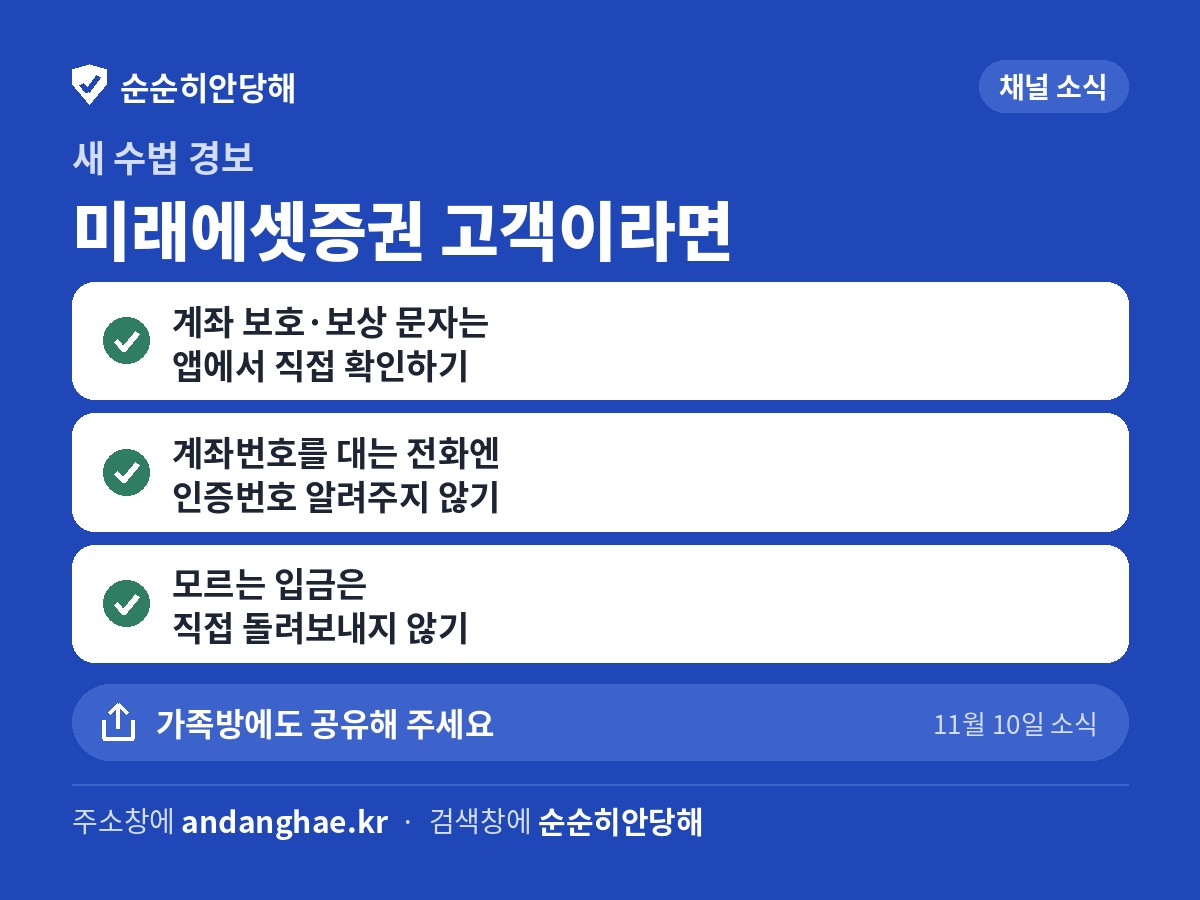 순순히안당해
채널 소식
새 수법 경보
미래에셋증권 고객이라면
계좌 보호·보상 문자는
앱에서 직접 확인하기
계좌번호를 대는 전화엔
인증번호 알려주지 않기
모르는 입금은
직접 돌려보내지 않기
가족방에도 공유해 주세요
11월 10일 소식
주소창에 andanghae.kr · 검색창에 순순히안당해